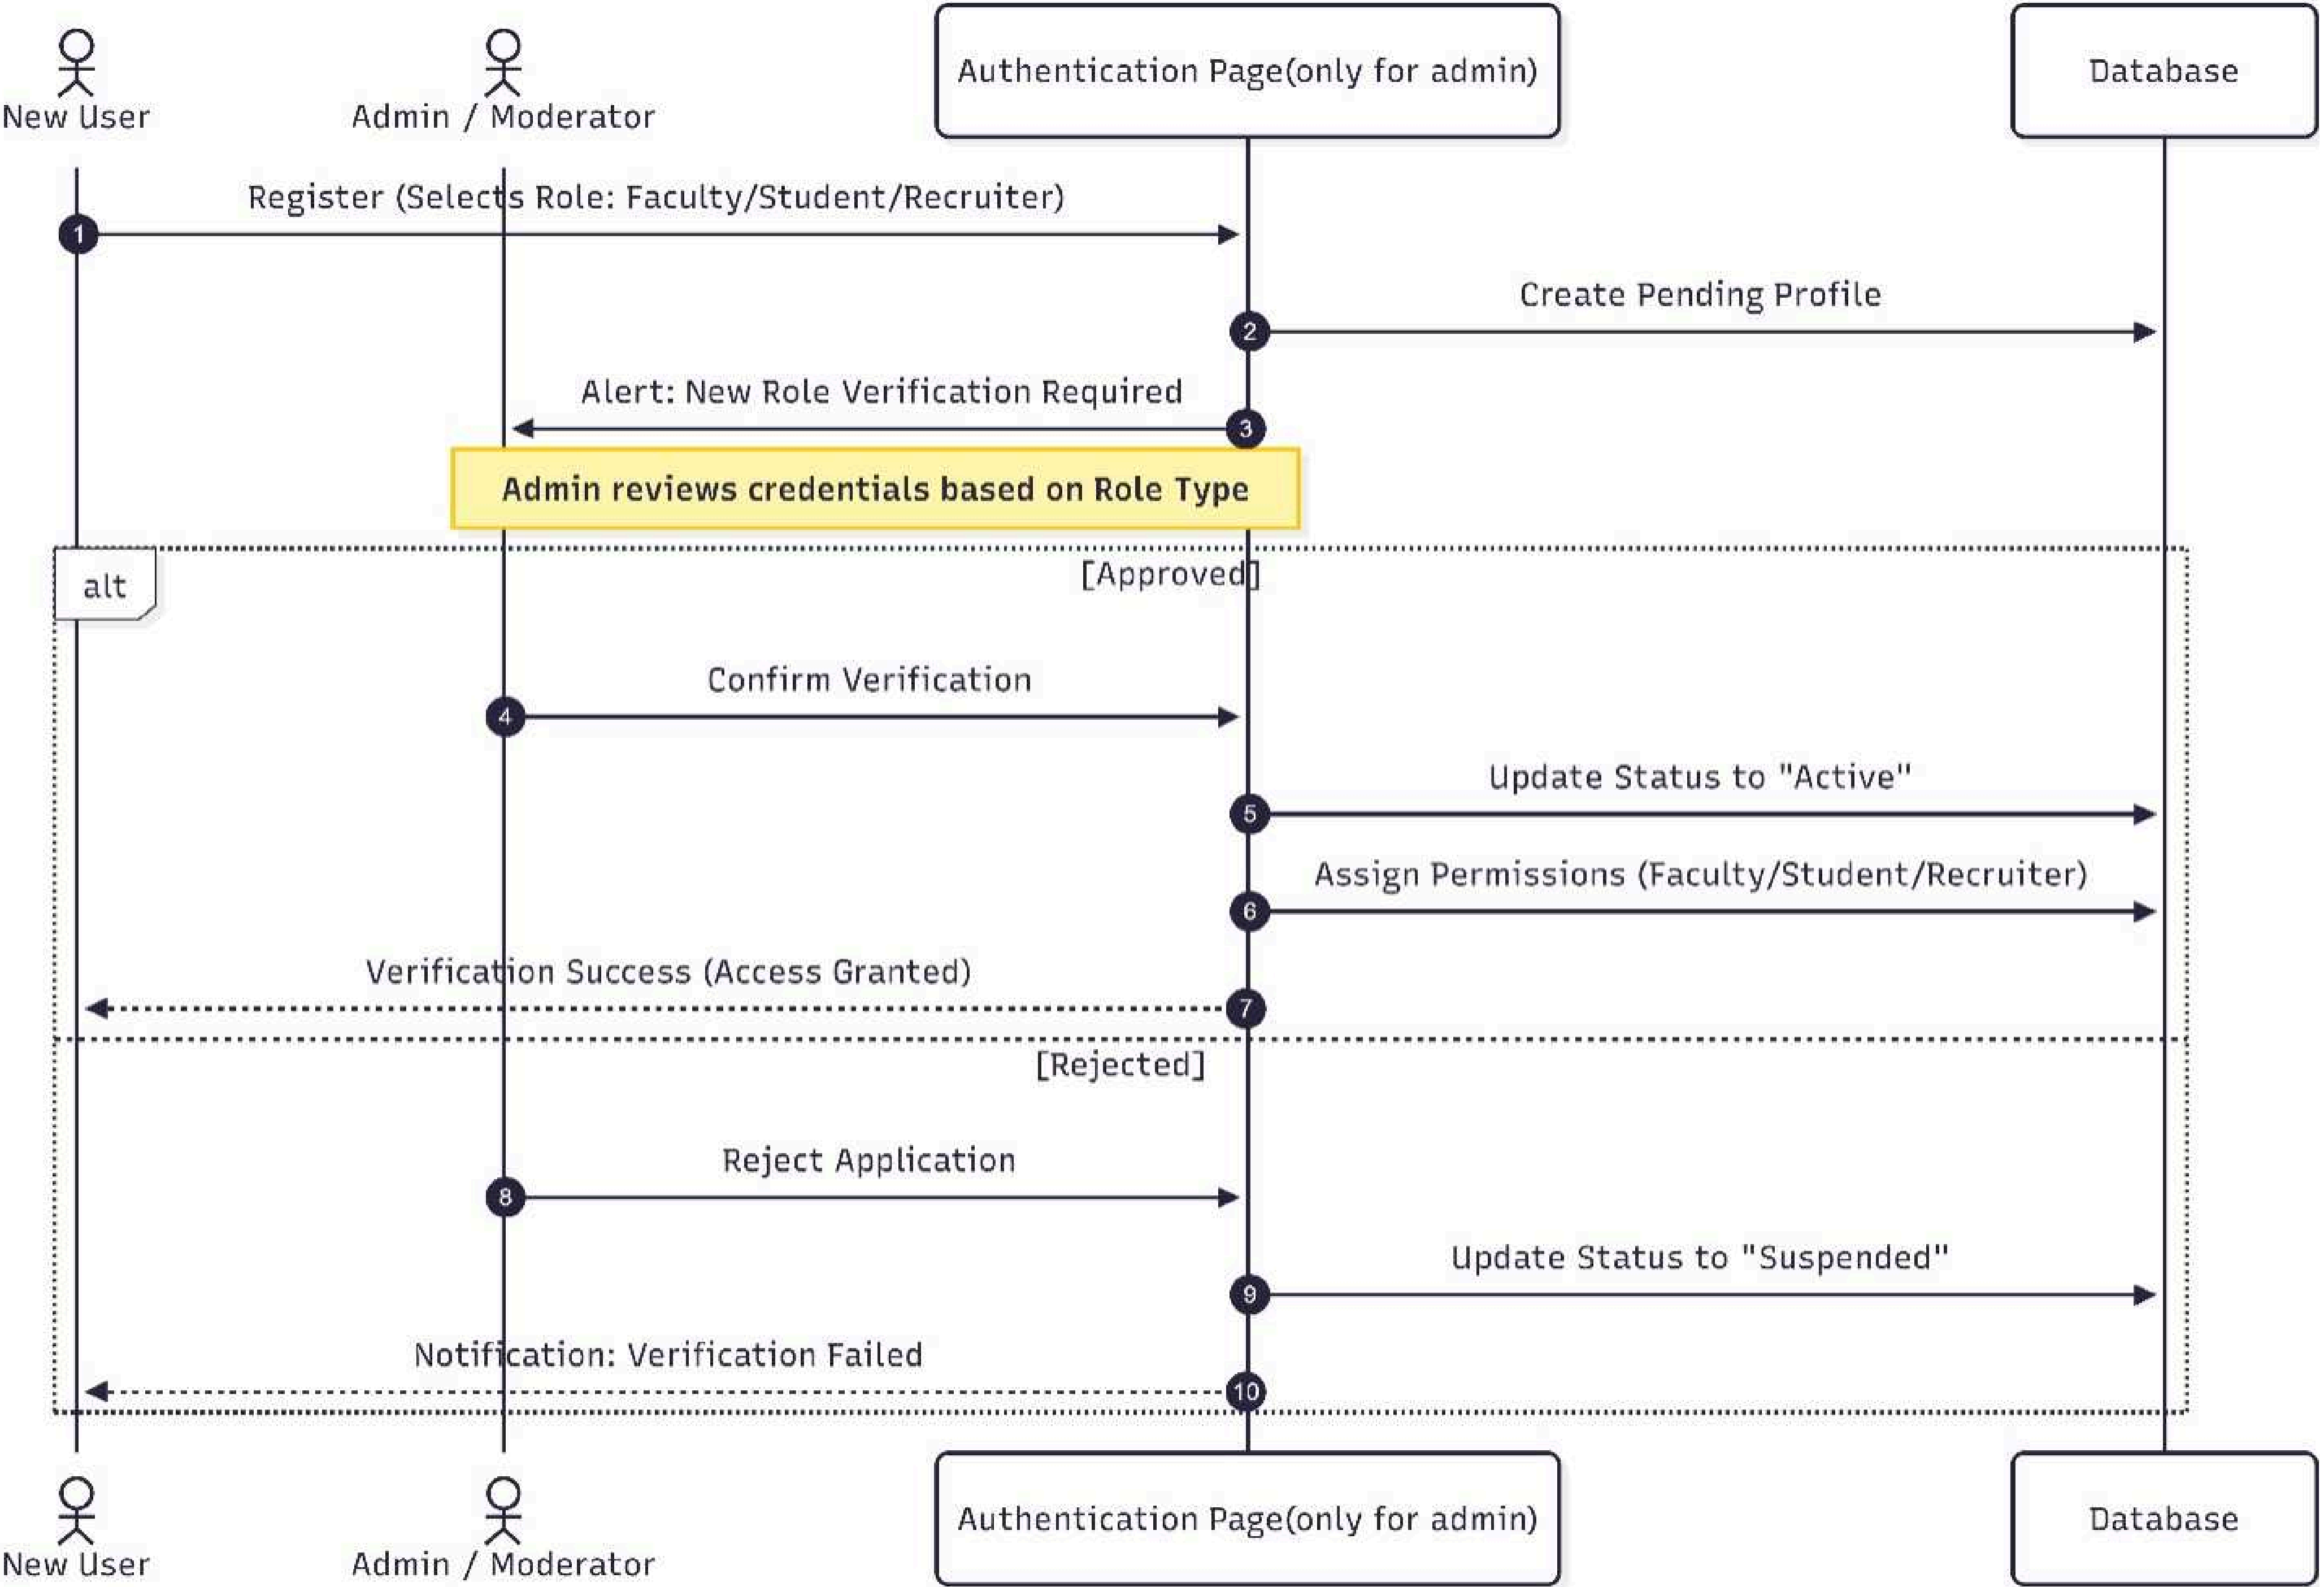 New User
Admin / Moderator
Authentication Page(only for admin)
Database
Register (Selects Role: Faculty/Student/Recruiter)
1
Create Pending Profile
2
Alert: New Role Verification Required
3
Admin reviews credentials based on Role Type
alt
[Approved]
Confirm Verification
4
Update Status to "Active"
5
Assign Permissions (Faculty/Student/Recruiter)
6
Verification Success (Access Granted)
7
[Rejected]
Reject Application
8
Update Status to "Suspended"
9
Notification: Verification Failed
10
New User
Admin / Moderator
Authentication Page(only for admin)
Database